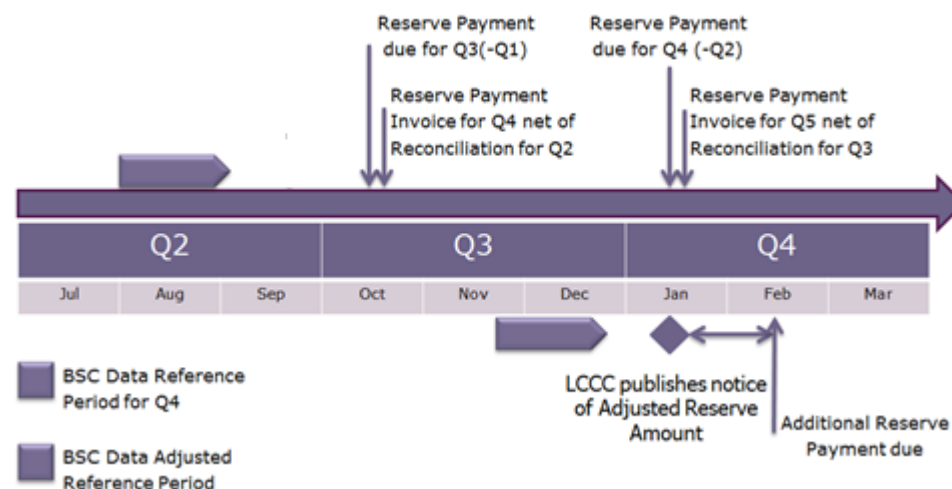 Reserve Payment
due for Q3(-Q1)
Reserve Payment
due for Q4 (-Q2)
Reserve Payment
Invoice for Q4 net of
Reconciliation for Q2
Reserve Payment
Invoice for Q5 net of
Reconciliation for Q3
Q2 Q3 Q4
Jul Aug Sep Oct Nov Dec Jan Feb Mar
BSC Data Reference
Period for Q4
BSC Data Adjusted
Reference Period
LCCC publishes notice
of Adjusted Reserve
Amount
Additional Reserve
Payment due